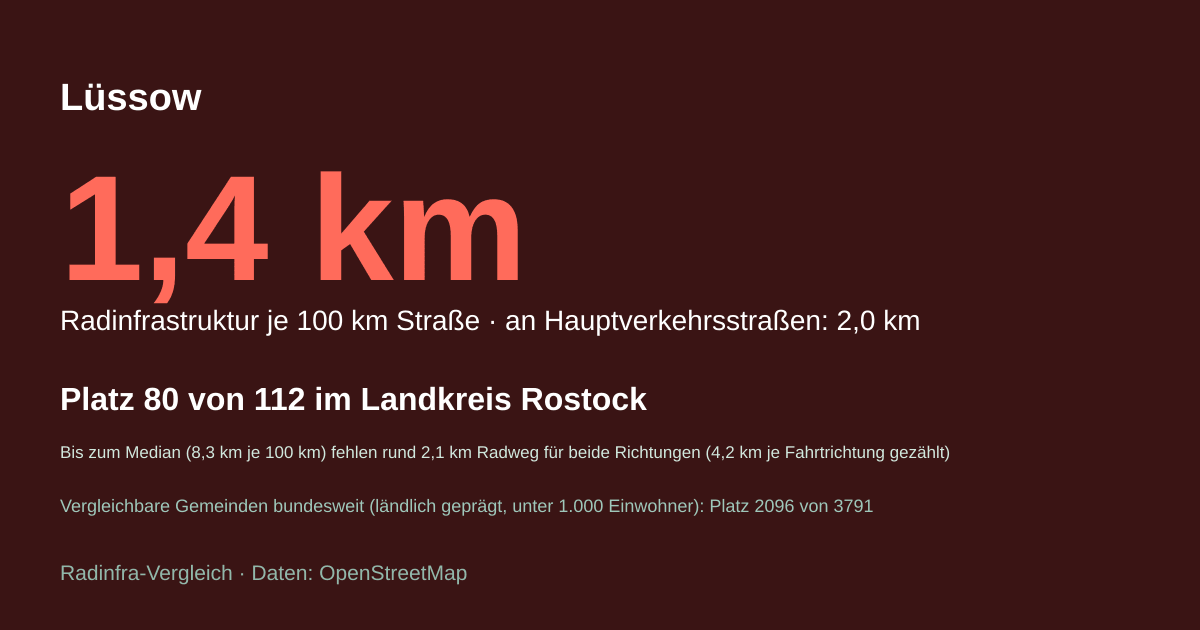 Lüssow
1,4 km
Radinfrastruktur je 100 km Straße · an Hauptverkehrsstraßen: 2,0 km
Platz 80 von 112 im Landkreis Rostock
Bis zum Median (8,3 km je 100 km) fehlen rund 2,1 km Radweg für beide Richtungen (4,2 km je Fahrtrichtung gezählt)
Vergleichbare Gemeinden bundesweit (ländlich geprägt, unter 1.000 Einwohner): Platz 2096 von 3791
Radinfra-Vergleich · Daten: OpenStreetMap